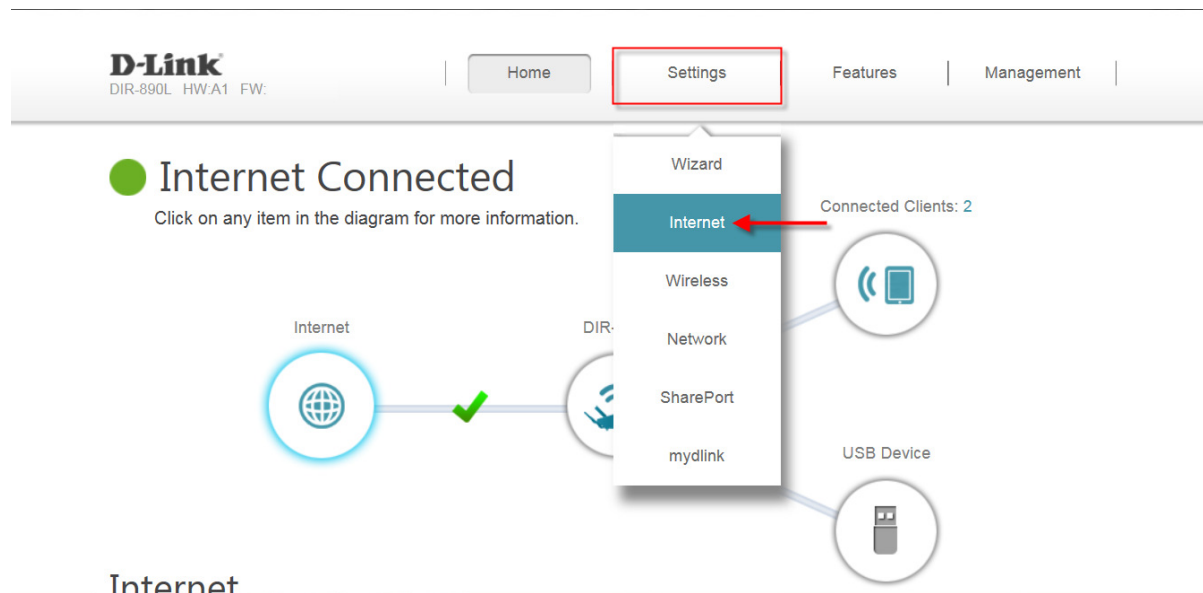 D-Link
DIR-890L HW:A1 FW:
Home
Settings
Features
Management
Internet Connected
Click on any item in the diagram for more information.
Wizard
Internet
Wireless
Network
SharePort
mydlink
Connected Clients: 2
Internet
DIR-
USB Device
Internet